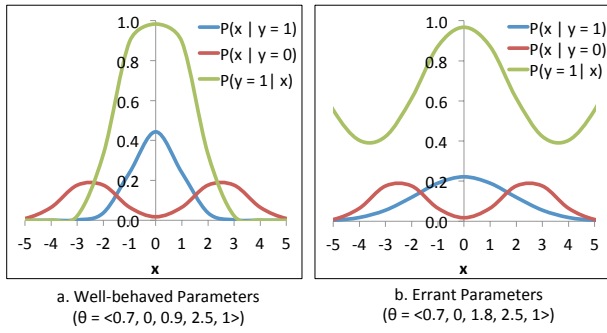 1.0
0.8
0.6
0.4
0.2
0.0
-5 -4 -3 -2 -1 0 1 2 3 4 5
x
P(x | y = 1)
P(x | y = 0)
P(y = 1| x)
a. Well-behaved Parameters
(θ = <0.7, 0, 0.9, 2.5, 1>)
1.0
0.8
0.6
0.4
0.2
0.0
-5 -4 -3 -2 -1 0 1 2 3 4 5
x
P(x | y = 1)
P(x | y = 0)
P(y = 1| x)
b. Errant Parameters
(θ = <0.7, 0, 1.8, 2.5, 1>)